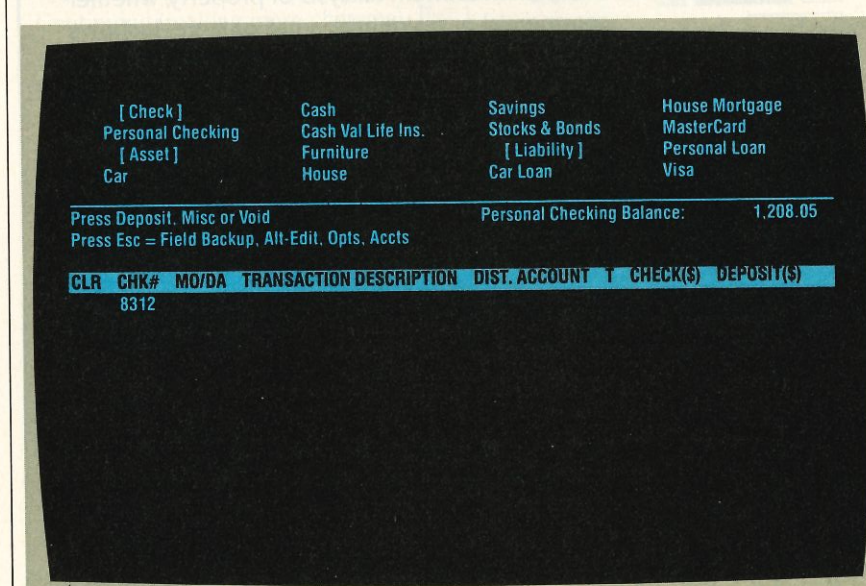 [ Check ] Cash Savings House Mortgage
Personal Checking Cash Val Life Ins. Stocks & Bonds MasterCard
[ Asset ] Furniture [ Liability ] Personal Loan
Car House Car Loan Visa
Press Deposit. Misc or Void Personal Checking Balance: 1,208.05
Press Esc = Field Backup, Alt-Edit, Opts, Accts
CLR CHK# MO/DA TRANSACTION DESCRIPTION DIST. ACCOUNT T CHECK($) DEPOSIT($)
8312